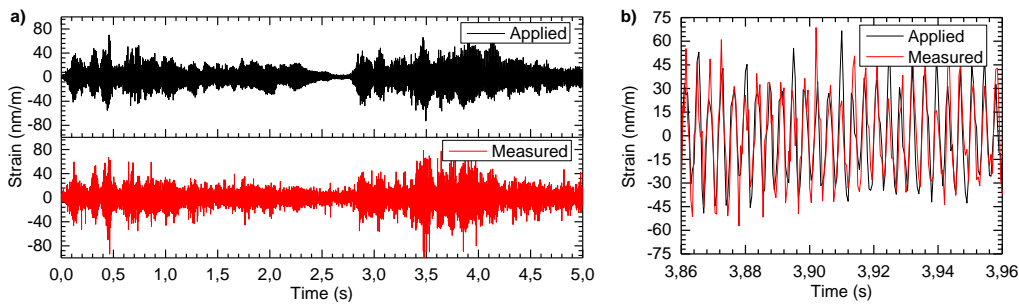 a)
80
40
0
-40
-80
Applied
80
40
0
-40
-80
Measured
Strain (nm/m)
0,0 0,5 1,0 1,5 2,0 2,5 3,0 3,5 4,0 4,5 5,0
Time (s)
b)
75
60
45
30
15
0
-15
-30
-45
-60
-75
Applied
Measured
Strain (nm/m)
3,86 3,88 3,90 3,92 3,94 3,96
Time (s)